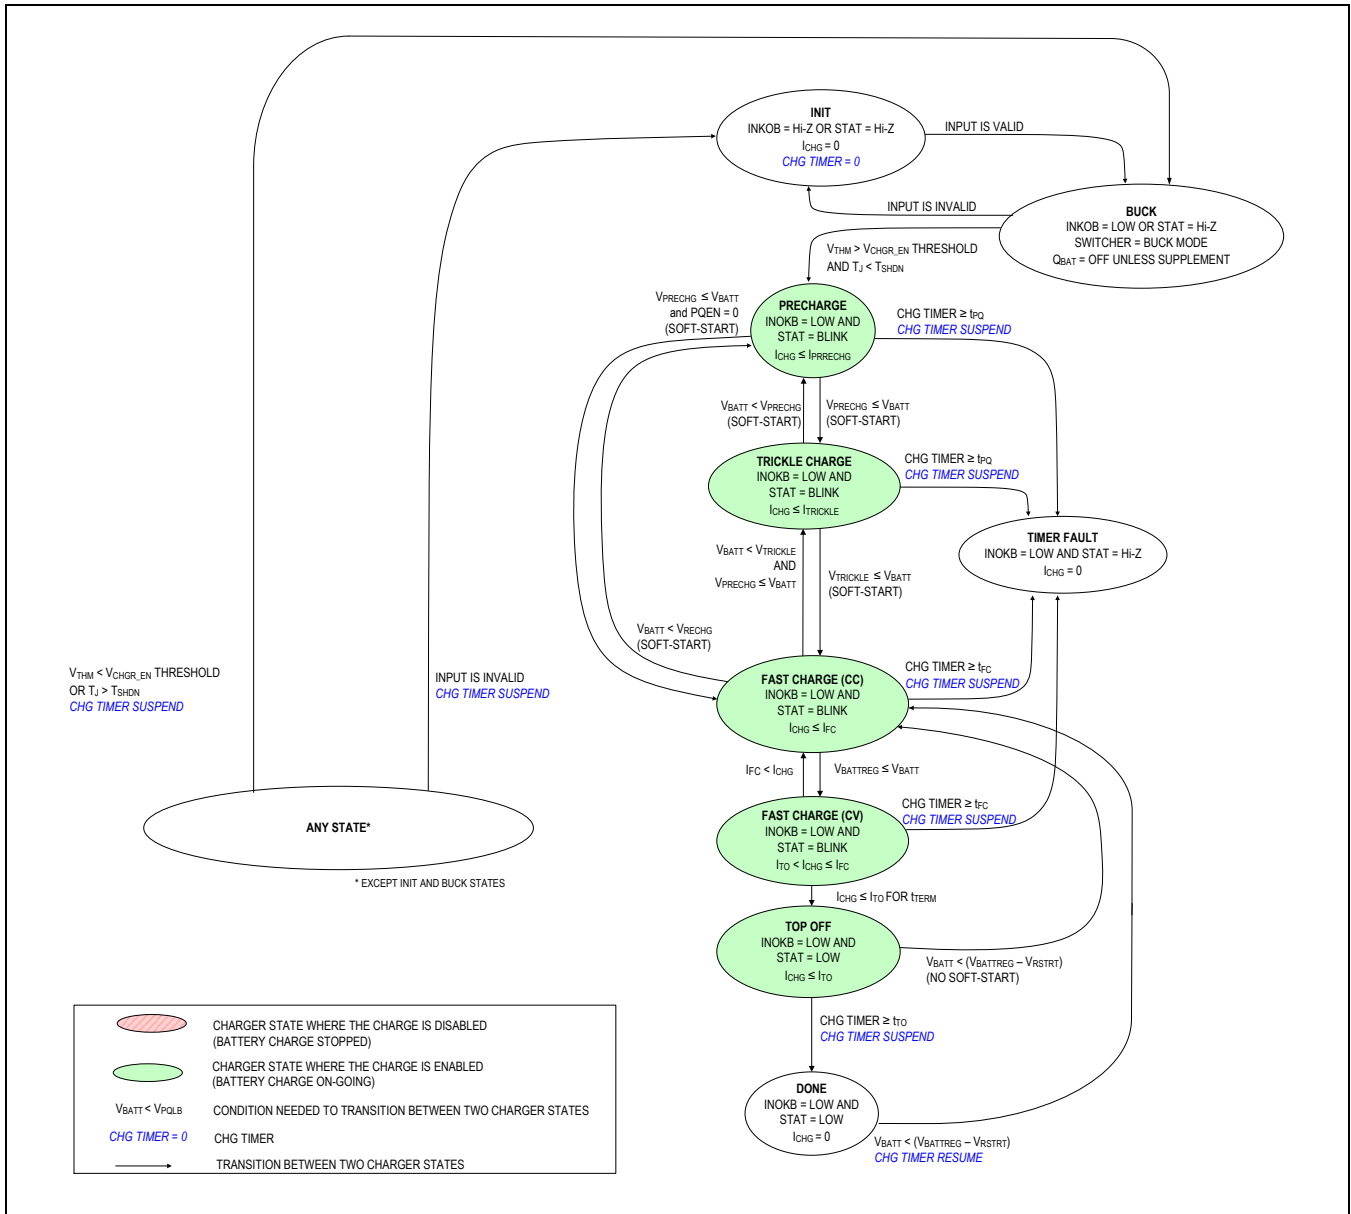 INIT
INKOB = Hi-Z OR STAT = Hi-Z
ICHG = 0
CHG TIMER = 0
INPUT IS VALID
INPUT IS INVALID
BUCK
INKOB = LOW OR STAT = Hi-Z
SWITCHER = BUCK MODE
QBAT = OFF UNLESS SUPPLEMENT
VTHM > VCHGR_EN THRESHOLD
AND TJ < TSHDN
VPRECHG ≤ VBATT
and PQEN = 0
(SOFT-START)
PRECHARGE
INOKB = LOW AND
STAT = BLINK
ICHG ≤ IPRRECHG
CHG TIMER ≥ tPQ
CHG TIMER SUSPEND
VBATT < VPRECHG
(SOFT-START)
VPRECHG ≤ VBATT
(SOFT-START)
TRICKLE CHARGE
INOKB = LOW AND
STAT = BLINK
ICHG ≤ ITRICKLE
CHG TIMER ≥ tPQ
CHG TIMER SUSPEND
TIMER FAULT
INOKB = LOW AND STAT = Hi-Z
ICHG = 0
VBATT < VTRICKLE
AND
VPRECHG ≤ VBATT
VTRICKLE ≤ VBATT
(SOFT-START)
VBATT < VRECHG
(SOFT-START)
FAST CHARGE (CC)
INOKB = LOW AND
STAT = BLINK
ICHG ≤ IFC
CHG TIMER ≥ tFC
CHG TIMER SUSPEND
VTHM < VCHGR_EN THRESHOLD
OR TJ > TSHDN
CHG TIMER SUSPEND
INPUT IS INVALID
CHG TIMER SUSPEND
IFC < ICHG
VBATTREG ≤ VBATT
FAST CHARGE (CV)
INOKB = LOW AND
STAT = BLINK
ITO < ICHG ≤ IFC
CHG TIMER ≥ tFC
CHG TIMER SUSPEND
ANY STATE*
* EXCEPT INIT AND BUCK STATES
ICHG ≤ ITO FOR tTERM
TOP OFF
INOKB = LOW AND
STAT = LOW
ICHG ≤ ITO
VBATT < (VBATTREG – VRSTRT)
(NO SOFT-START)
CHG TIMER ≥ tTO
CHG TIMER SUSPEND
DONE
INOKB = LOW AND
STAT = LOW
ICHG = 0
VBATT < (VBATTREG – VRSTRT)
CHG TIMER RESUME
CHARGER STATE WHERE THE CHARGE IS DISABLED
(BATTERY CHARGE STOPPED)
CHARGER STATE WHERE THE CHARGE IS ENABLED
(BATTERY CHARGE ON-GOING)
VBATT < VPQLB CONDITION NEEDED TO TRANSITION BETWEEN TWO CHARGER STATES
CHG TIMER = 0 CHG TIMER
TRANSITION BETWEEN TWO CHARGER STATES